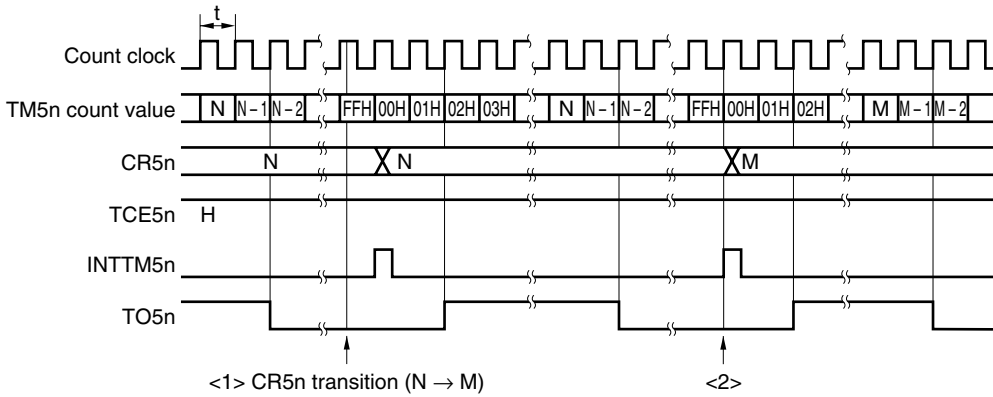 t
Count clock
TM5n count value N N−1 N−2 FFH 00H 01H 02H 03H N N−1 N−2 FFH 00H 01H 02H M M−1 M−2
CR5n N N M
TCE5n H
INTTM5n
TO5n
<1> CR5n transition (N → M) <2>